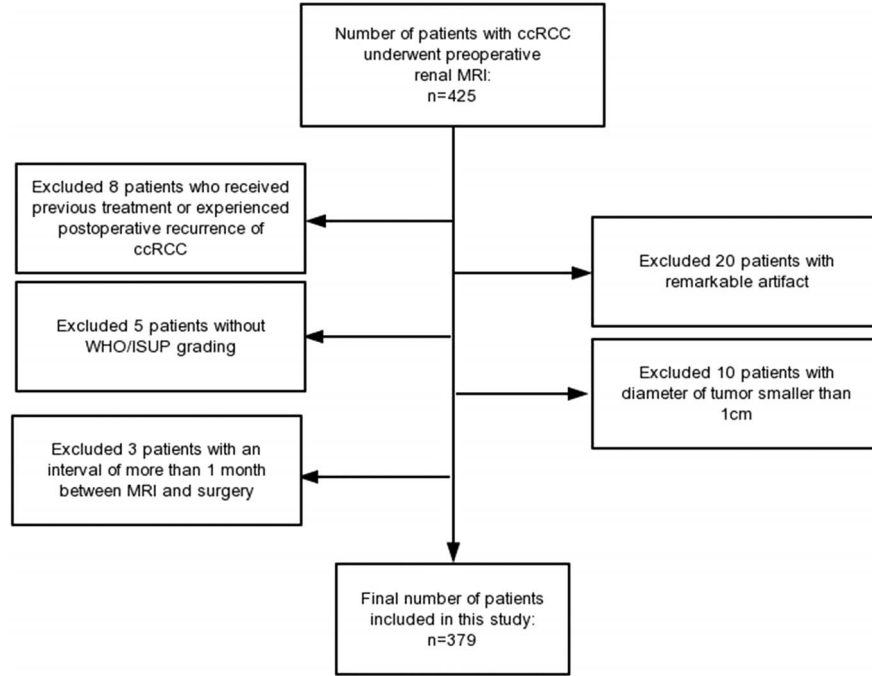 Number of patients with ccRCC
underwent preoperative
renal MRI:
n=425
Excluded 8 patients who received
previous treatment or experienced
postoperative recurrence of
ccRCC
Excluded 20 patients with
remarkable artifact
Excluded 5 patients without
WHO/ISUP grading
Excluded 10 patients with
diameter of tumor smaller than
1cm
Excluded 3 patients with an
interval of more than 1 month
between MRI and surgery
Final number of patients
included in this study:
n=379